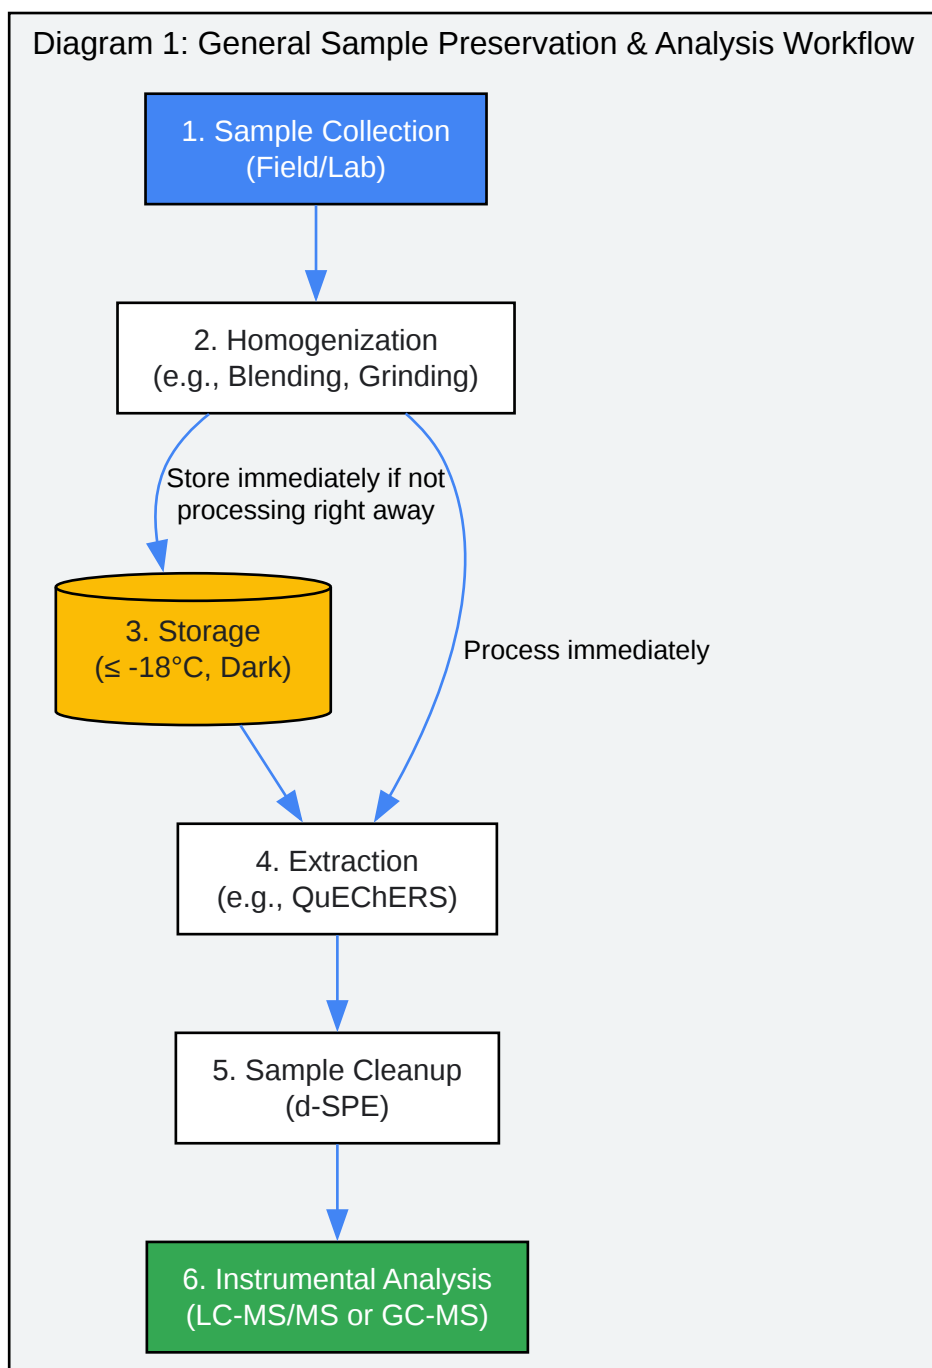 Diagram 1: General Sample Preservation & Analysis Workflow
1. Sample Collection
(Field/Lab)
2. Homogenization
(e.g., Blending, Grinding)
Store immediately if not
processing right away
3. Storage
(≤ -18°C, Dark)
Process immediately
4. Extraction
(e.g., QuEChERS)
5. Sample Cleanup
(d-SPE)
6. Instrumental Analysis
(LC-MS/MS or GC-MS)